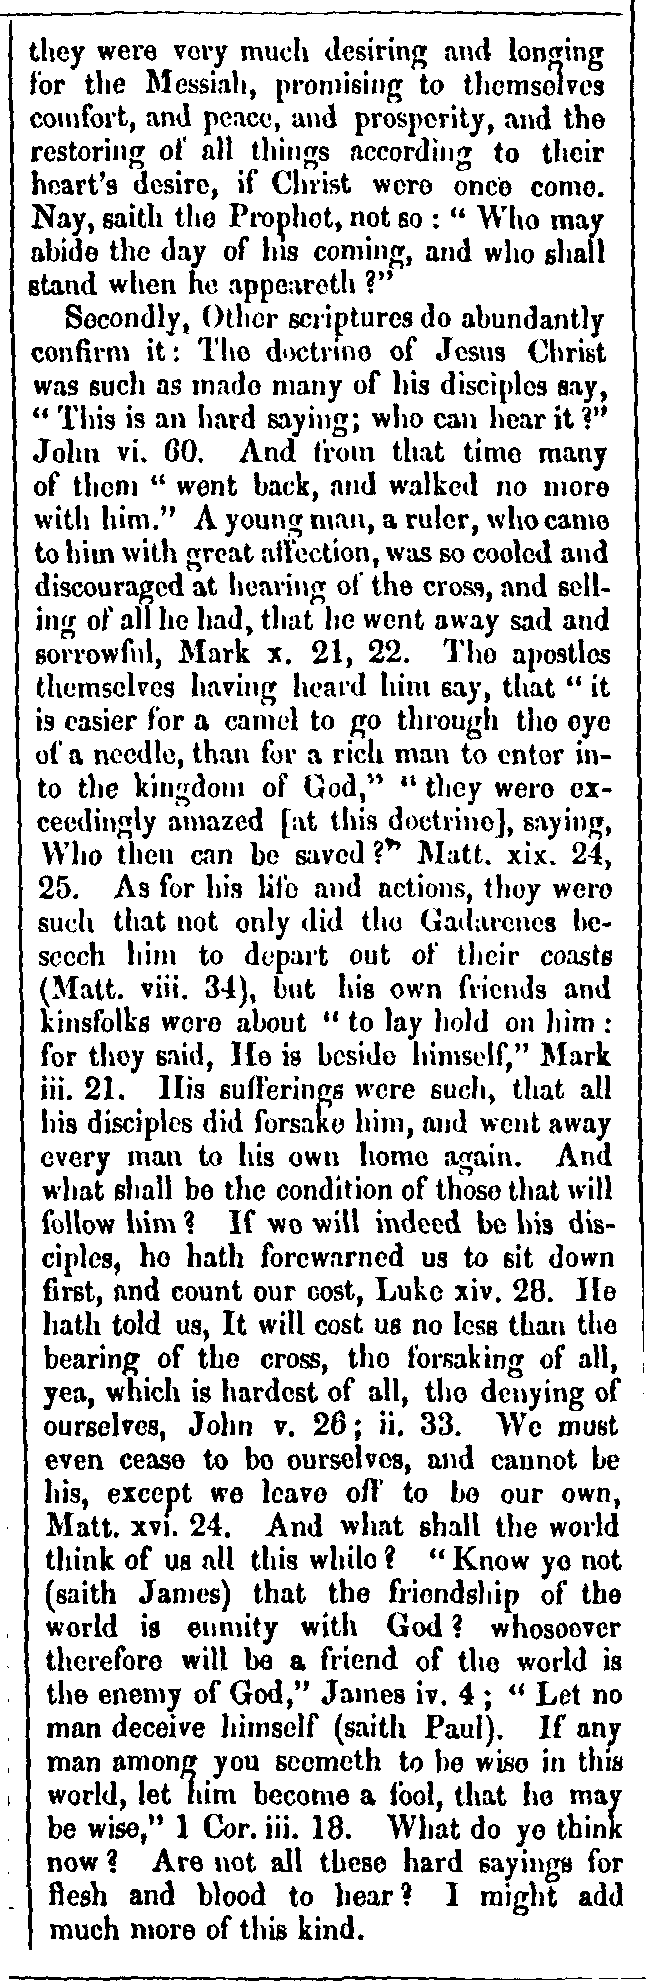 they were very much desiring and longing
for the Messiah, promising to themselves
comfort, and peace, and prosperity, and the
restoring of all things according to their
heart's desire, if Christ were once come.
Nay, saith the Prophet, not so : " Who may
abide the day of his coming, and who shall
stand when he appeareth ?"
Secondly, Other scriptures do abundantly
confirm it : The doctrine of Jesus Christ
was such as made many of his disciples say,
" This is an hard saying; who can hear it ?"
John vi. 60. And from that time many
of them " went back, and walked no more
with him." A young man, a ruler, who came
to him with great affection, was so cooled and
discouraged at hearing of the cross, and sell-
ing of all he had, that he went away sad and
sorrowful, Mark x. 21, 22. The apostles
themselves having heard him say, that " it
is easier for a camel to go through the eye
of a needle, than for a rich man to enter in-
to the kingdom of God," " they were ex-
ceedingly amazed [at this doctrine], saying,
Who then can be saved ?" Matt. xix. 24,
25. As for his life and actions, they were
such that not only did the Gadarenes be-
seech him to depart out of their coasts
(Matt. viii. 34), but his own friends and
kinsfolks were about " to lay hold on him :
for they said, He is beside himself," Mark
iii. 21. His sufferings were such, that all
his disciples did forsake him, and went away
every man to his own home again. And
what shall be the condition of those that will
follow him ? If we will indeed be his dis-
ciples, he hath forewarned us to sit down
first, and count our cost, Luke xiv. 28. He
hath told us, It will cost us no less than the
bearing of the cross, the forsaking of all,
yea, which is hardest of all, the denying of
ourselves, John v. 26 ; ii. 33. We must
even cease to be ourselves, and cannot be
his, except we leave off to be our own,
Matt. xvi. 24. And what shall the world
think of us all this while ? " Know ye not
(saith James) that the friendship of the
world is enmity with God ? whosoever
therefore will be a friend of the world is
the enemy of God," James iv. 4 ; " Let no
man deceive himself (saith Paul). If any
man among you seemeth to be wise in this
world, let him become a fool, that he may
be wise," 1 Cor. iii. 18. What do ye think
now ? Are not all these hard sayings for
flesh and blood to hear ? I might add
much more of this kind.